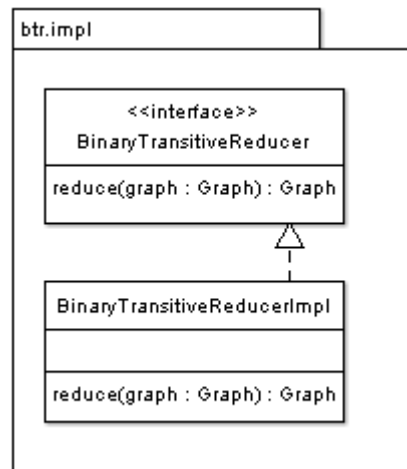 btr.impl
<<interface>>
BinaryTransitiveReducer
reduce(graph : Graph) : Graph
BinaryTransitiveReducerImpl
reduce(graph : Graph) : Graph